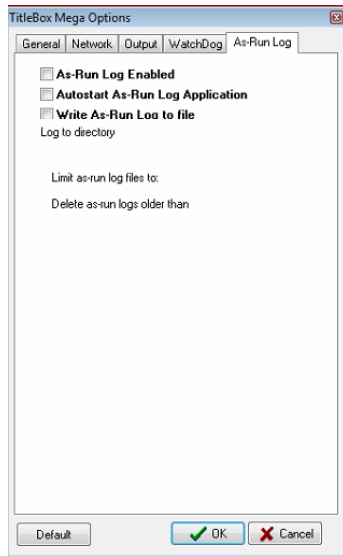 TitleBox Mega Options
General Network Output WatchDog As-Run Log
As-Run Log Enabled
Autostart As-Run Log Application
Write As-Run Log to file
Log to directory
Limit as-run log files to:
Delete as-run logs older than
Default OK Cancel